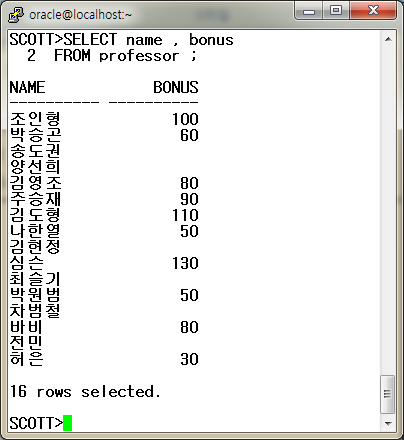 oracle@localhost:~
SCOTT>SELECT name , bonus
2 FROM professor ;
NAME BONUS
---------- ----------
조인형 100
박승곤 60
송도권
양선희
김영조 80
주승재 90
김도형 110
나한열 50
김현정
심슨 130
최슬기
박원범 50
차범철
바비 80
전민
허은 30
16 rows selected.
SCOTT>